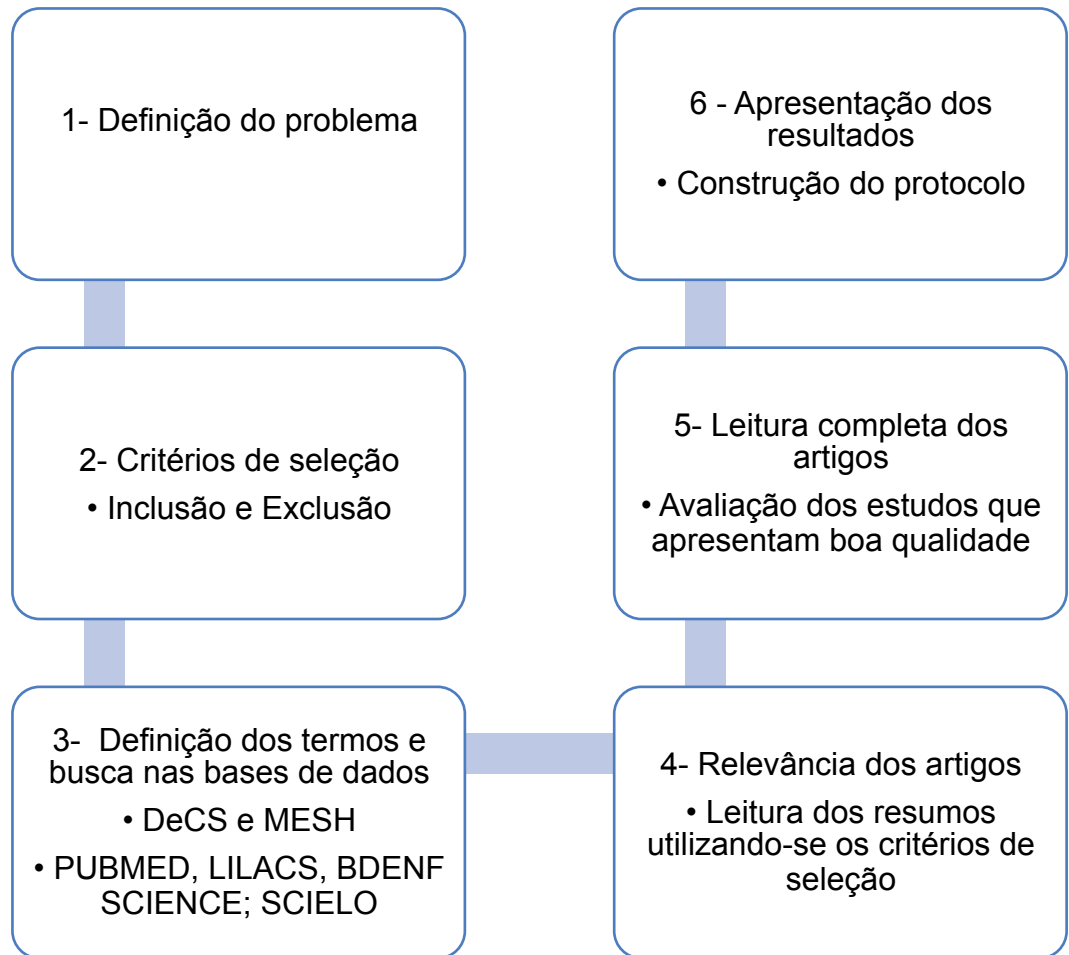 1- Definição do problema
2- Critérios de seleção
• Inclusão e Exclusão
3-  Definição dos termos e
busca nas bases de dados
• DeCS e MESH
• PUBMED, LILACS, BDENF
SCIENCE; SCIELO
4- Relevância dos artigos
• Leitura dos resumos
utilizando-se os critérios de
seleção
5- Leitura completa dos
artigos
• Avaliação dos estudos que
apresentam boa qualidade
6 - Apresentação dos
resultados
• Construção do protocolo